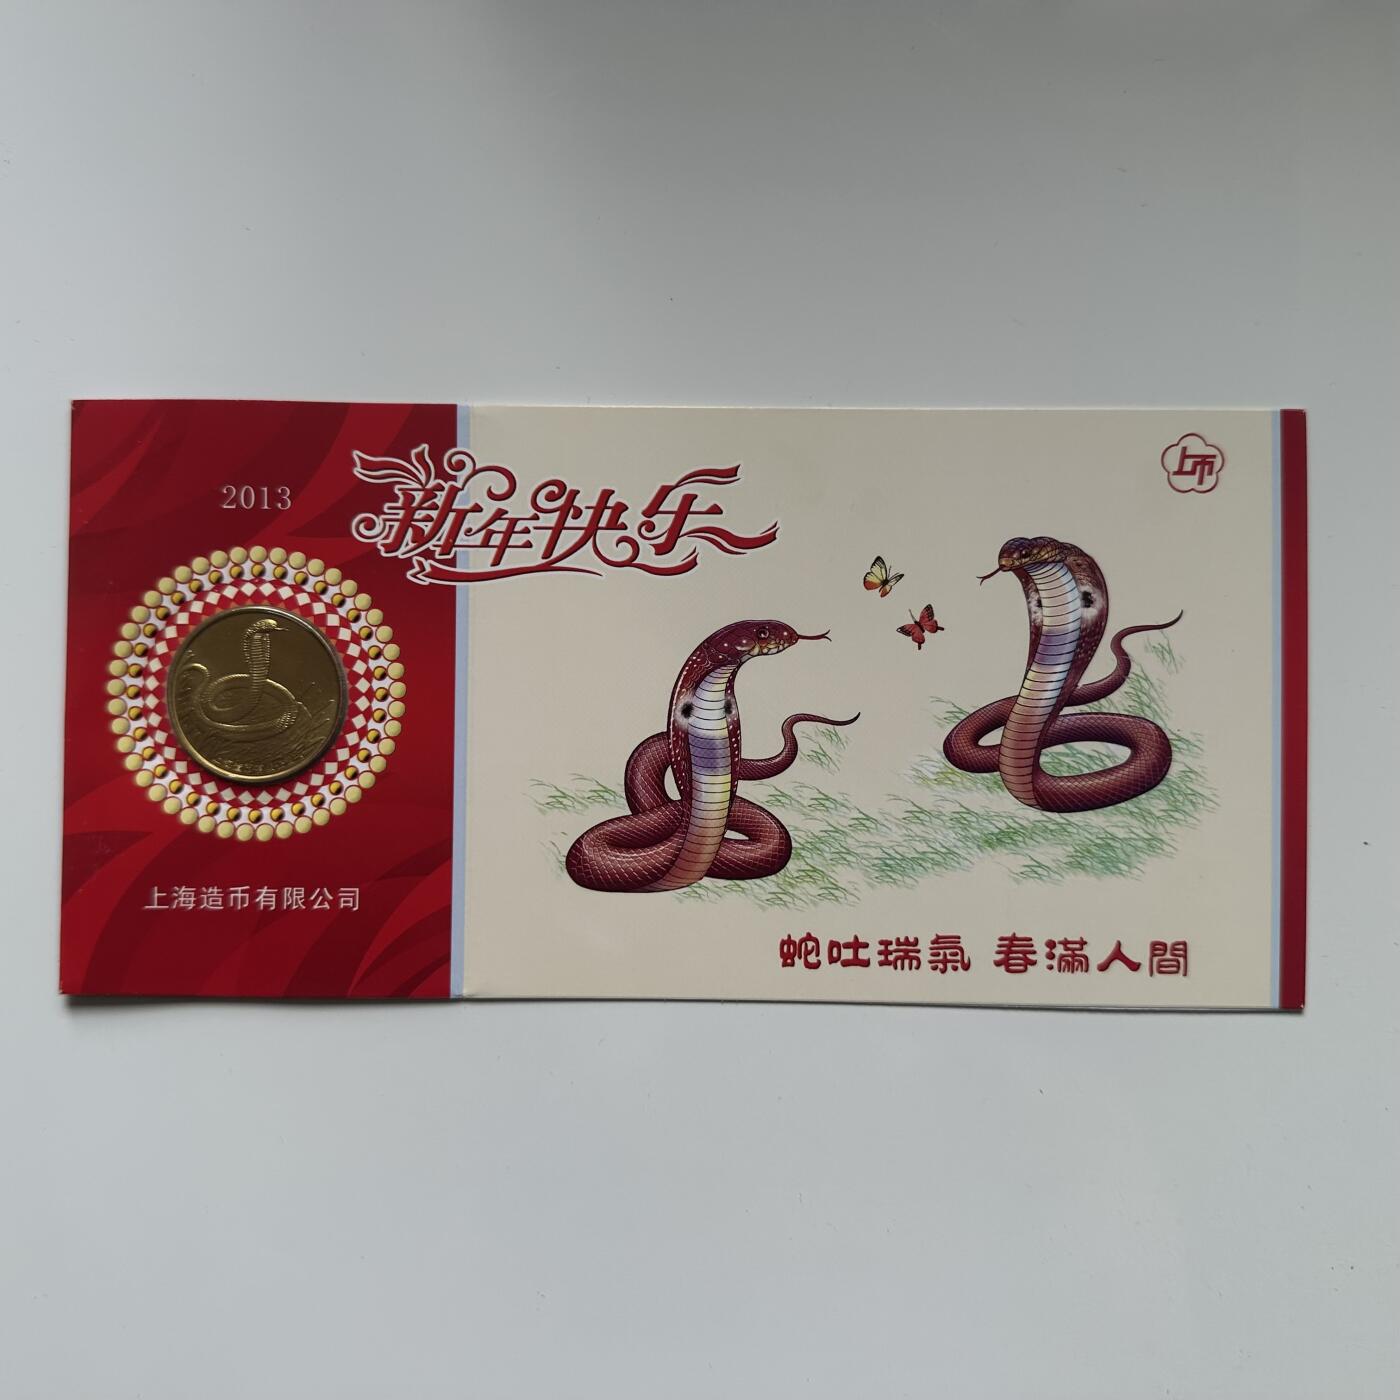 2013
新年快乐
上币
上海造币有限公司
蛇吐瑞氣 春滿人間